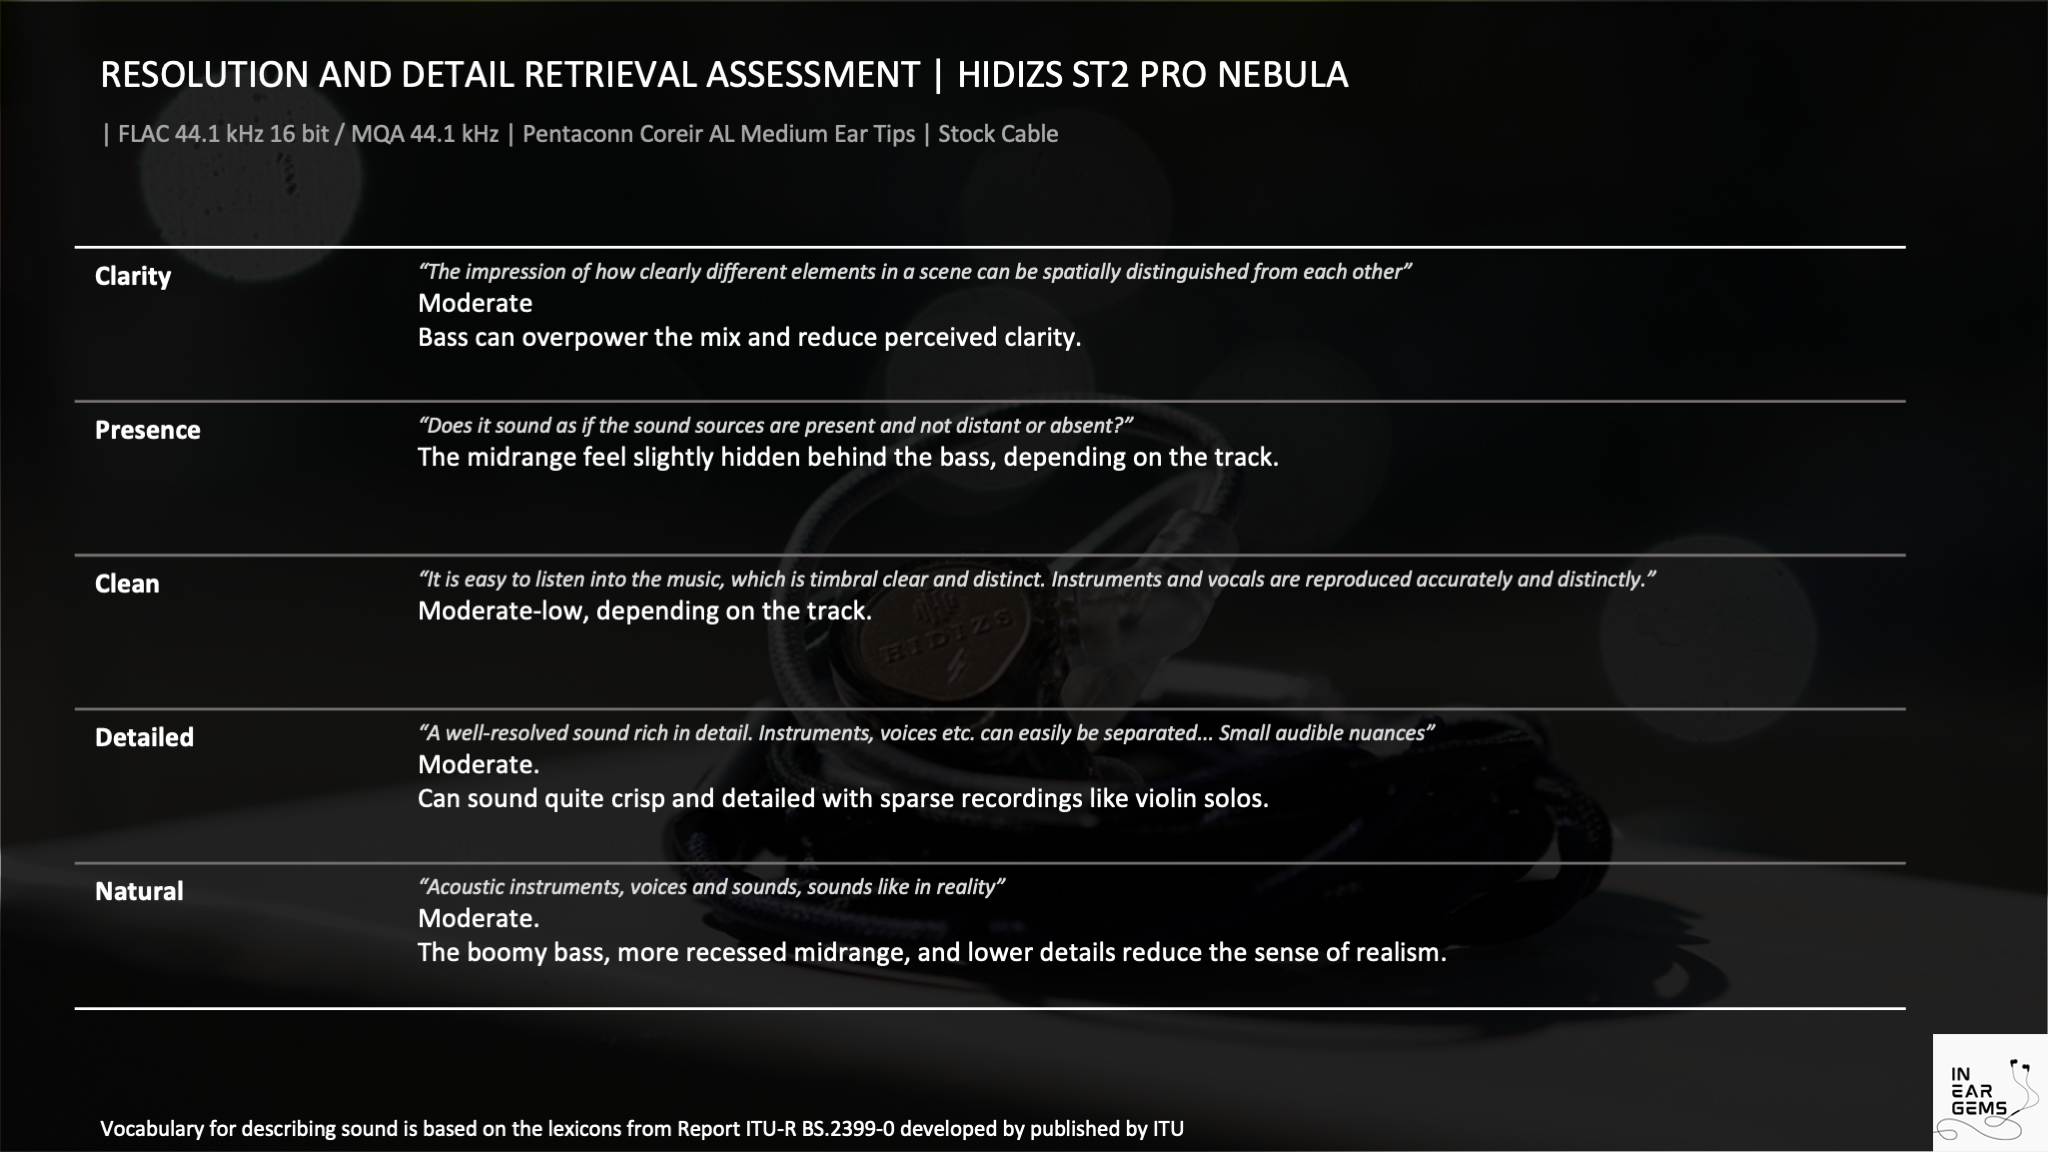 RESOLUTION AND DETAIL RETRIEVAL ASSESSMENT | HIDIZS ST2 PRO NEBULA
| FLAC 44.1 kHz 16 bit / MQA 44.1 kHz | Pentaconn Coreir AL Medium Ear Tips | Stock Cable
Clarity
“The impression of how clearly different elements in a scene can be spatially distinguished from each other”
Moderate
Bass can overpower the mix and reduce perceived clarity.
Presence
“Does it sound as if the sound sources are present and not distant or absent?”
The midrange feel slightly hidden behind the bass, depending on the track.
Clean
“It is easy to listen into the music, which is timbral clear and distinct. Instruments and vocals are reproduced accurately and distinctly.”
Moderate-low, depending on the track.
HIDIZS
Detailed
“A well-resolved sound rich in detail. Instruments, voices etc. can easily be separated... Small audible nuances”
Moderate.
Can sound quite crisp and detailed with sparse recordings like violin solos.
Natural
“Acoustic instruments, voices and sounds, sounds like in reality”
Moderate.
The boomy bass, more recessed midrange, and lower details reduce the sense of realism.
Vocabulary for describing sound is based on the lexicons from Report ITU-R BS.2399-0 developed by published by ITU
IN
EAR
GEMS